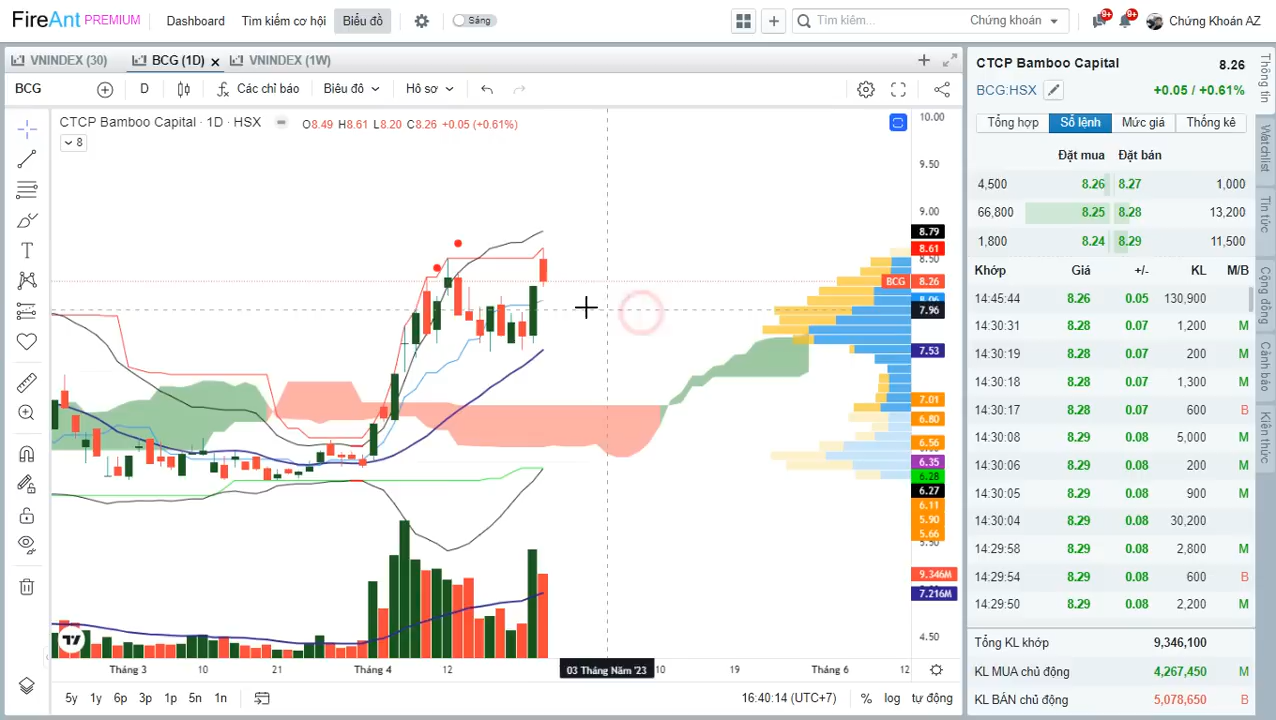 FireAnt PREMIUM
Dashboard
Tìm kiếm cơ hội
Biểu đồ
Sáng
Tìm kiếm...
Chứng khoán
9+
9+
Chứng Khoán AZ
VNINDEX (30)
BCG (1D)
VNINDEX (1W)
BCG
D
Các chỉ báo
Biểu đồ
Hồ sơ
CTCP Bamboo Capital · 1D · HSX
O8.49 H8.61 L8.20 C8.26 +0.05 (+0.61%)
8
10.00
9.50
9.00
8.79
8.61
8.50
BCG 8.26
7.96
7.53
7.01
6.80
6.56
6.35
6.28
6.27
6.11
5.90
5.66
9.346M
7.216M
4.50
Tháng 3
10
21
Tháng 4
12
03 Tháng Năm '23
10
19
Tháng 6
12
5y
1y
6p
3p
1p
5n
1n
16:40:14 (UTC+7)
%
log
tự động
CTCP Bamboo Capital 8.26
BCG:HSX +0.05 / +0.61%
Tổng hợp
Sổ lệnh
Mức giá
Thống kê
Đặt mua Đặt bán
4,500 8.26 8.27 1,000
66,800 8.25 8.28 13,200
1,800 8.24 8.29 11,500
Khớp Giá +/- KL M/B
14:45:44 8.26 0.05 130,900
14:30:31 8.28 0.07 1,200 M
14:30:19 8.28 0.07 200 M
14:30:18 8.28 0.07 1,300 M
14:30:17 8.28 0.07 600 B
14:30:08 8.29 0.08 5,000 M
14:30:06 8.29 0.08 200 M
14:30:05 8.29 0.08 900 M
14:30:04 8.29 0.08 30,200
14:29:58 8.29 0.08 2,800 M
14:29:54 8.29 0.08 600 B
14:29:50 8.29 0.08 2,200 M
Tổng KL khớp 9,346,100
KL MUA chủ động 4,267,450 M
KL BÁN chủ động 5,078,650 B
Thông tin
Watchlist
Tin tức
Cộng đồng
Cảnh báo
Kiến thức